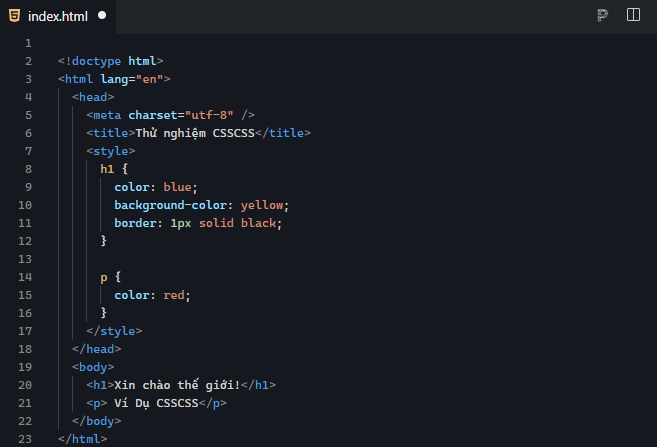 index.html
1
2 <!doctype html>
3 <html lang="en">
4 <head>
5 <meta charset="utf-8" />
6 <title>Thử nghiệm CSSCSS</title>
7 <style>
8 h1 {
9 color: blue;
10 background-color: yellow;
11 border: 1px solid black;
12 }
13
14 p {
15 color: red;
16 }
17 </style>
18 </head>
19 <body>
20 <h1>Xin chào thế giới!</h1>
21 <p> Ví Dụ CSSCSS</p>
22 </body>
23 </html>